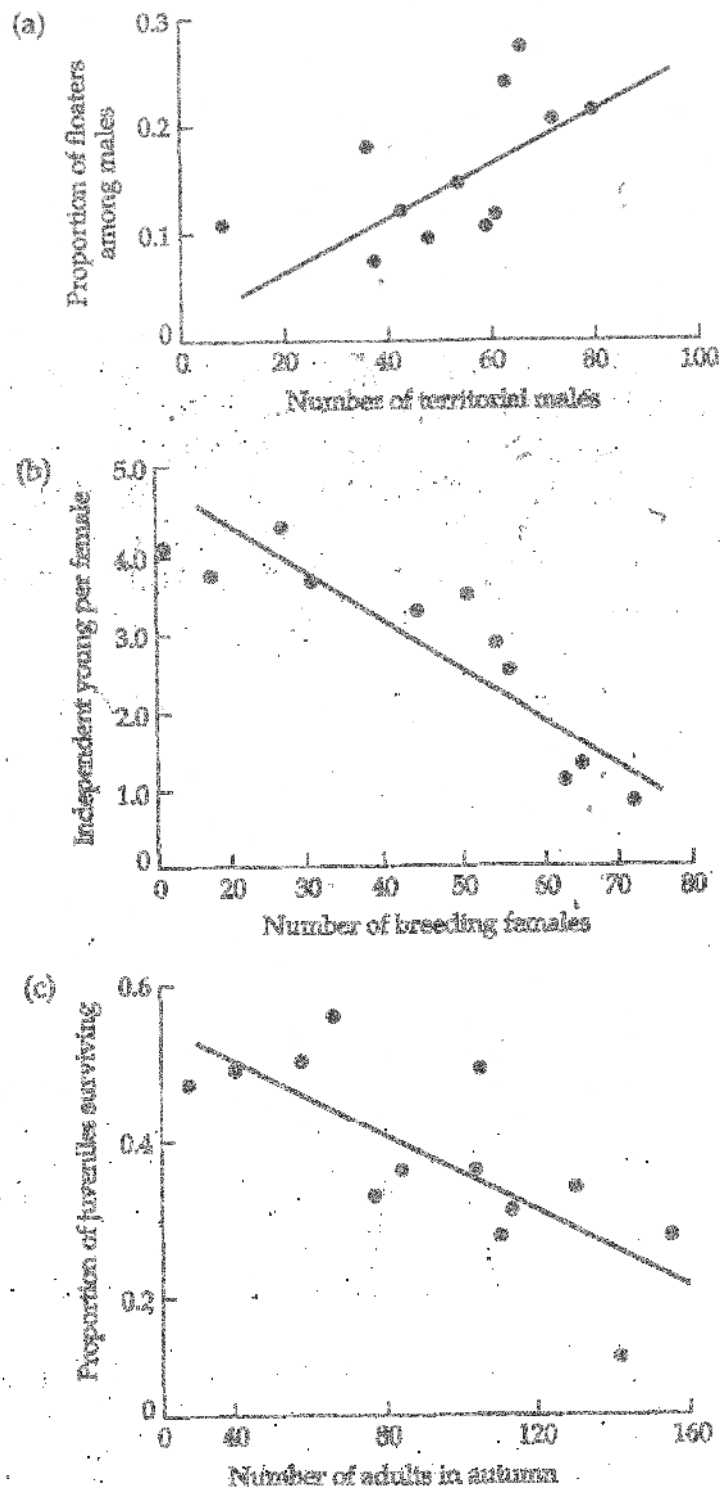 (a)
Proportion of floaters
among males
0.3
0.2
0.1
0
0 20 40 60 80 100
Number of territorial males
(b)
Independent young per female
5.0
4.0
3.0
2.0
1.0
0
0 20 30 40 50 60 70 80
Number of breeding famales
(c)
Proportion of juveniles surviving
0.6
0.4
0.2
0
0 40 80 120 160
Number of adults in autumn